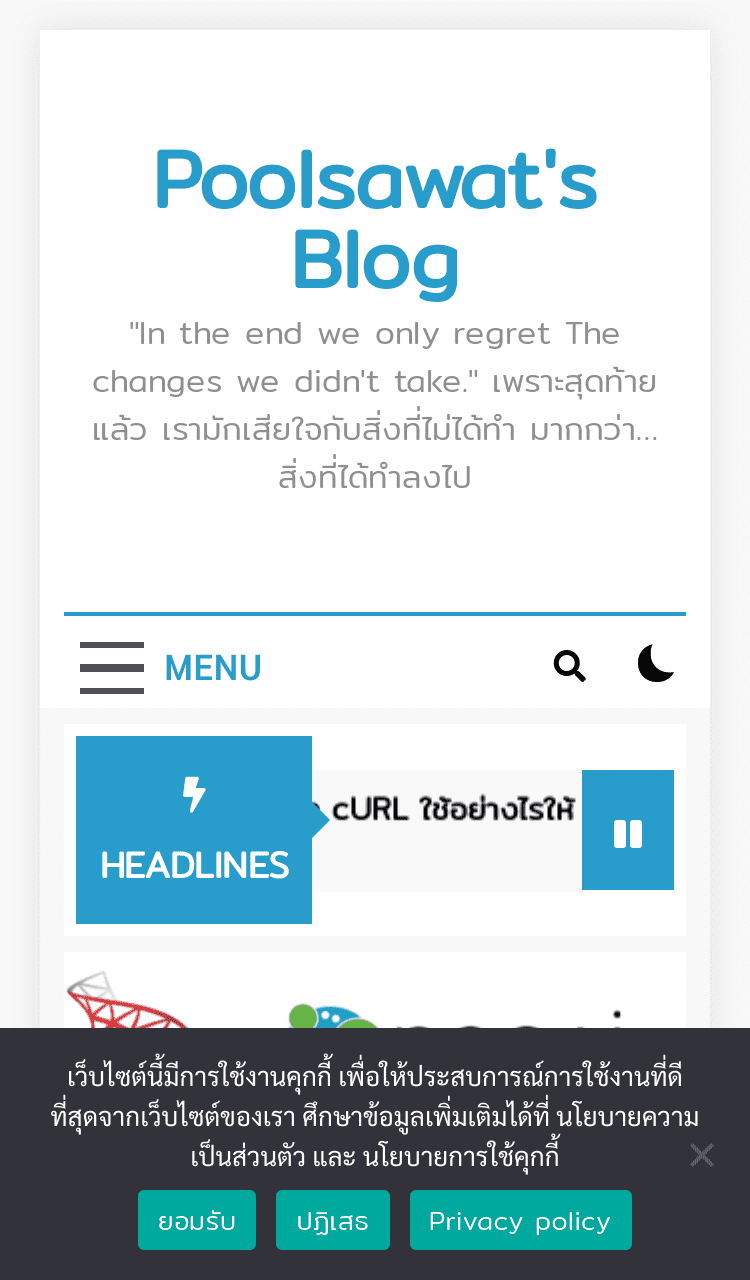 Poolsawat's
Blog
"In the end we only regret The
changes we didn't take." เพราะสุดท้าย
แล้ว เรามักเสียใจกับสิ่งที่ไม่ได้ทำ มากกว่า...
สิ่งที่ได้ทำลงไป
MENU
cURL ใช้อย่างไรให้
HEADLINES
เว็บไซต์นี้มีการใช้งานคุกกี้ เพื่อให้ประสบการณ์การใช้งานที่ดี
ที่สุดจากเว็บไซต์ของเรา ศึกษาข้อมูลเพิ่มเติมได้ที่ นโยบายความ
เป็นส่วนตัว และ นโยบายการใช้คุกกี้
ยอมรับ ปฏิเสธ Privacy policy